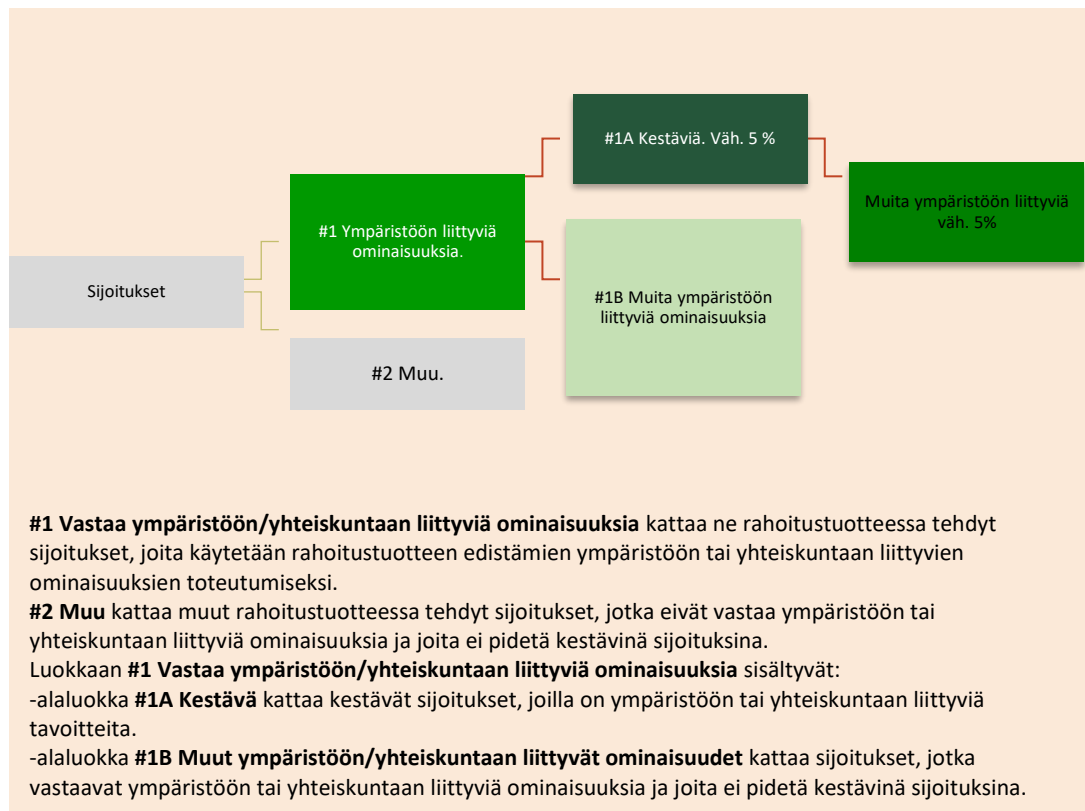 #1A Kestäviä. Väh. 5 %
Muita ympäristöön liittyviä
väh. 5%
#1 Ympäristöön liittyviä
ominaisuuksia.
Sijoitukset
#1B Muita ympäristöön
liittyviä ominaisuuksia
#2 Muu.
#1 Vastaa ympäristöön/yhteiskuntaan liittyviä ominaisuuksia kattaa ne rahoitustuotteessa tehdyt
sijoitukset, joita käytetään rahoitustuotteen edistämien ympäristöön tai yhteiskuntaan liittyvien
ominaisuuksien toteutumiseksi.
#2 Muu kattaa muut rahoitustuotteessa tehdyt sijoitukset, jotka eivät vastaa ympäristöön tai
yhteiskuntaan liittyviä ominaisuuksia ja joita ei pidetä kestävinä sijoituksina.
Luokkaan #1 Vastaa ympäristöön/yhteiskuntaan liittyviä ominaisuuksia sisältyvät:
-alaluokka #1A Kestävä kattaa kestävät sijoitukset, joilla on ympäristöön tai yhteiskuntaan liittyviä
tavoitteita.
-alaluokka #1B Muut ympäristöön/yhteiskuntaan liittyvät ominaisuudet kattaa sijoitukset, jotka
vastaavat ympäristöön tai yhteiskuntaan liittyviä ominaisuuksia ja joita ei pidetä kestävinä sijoituksina.